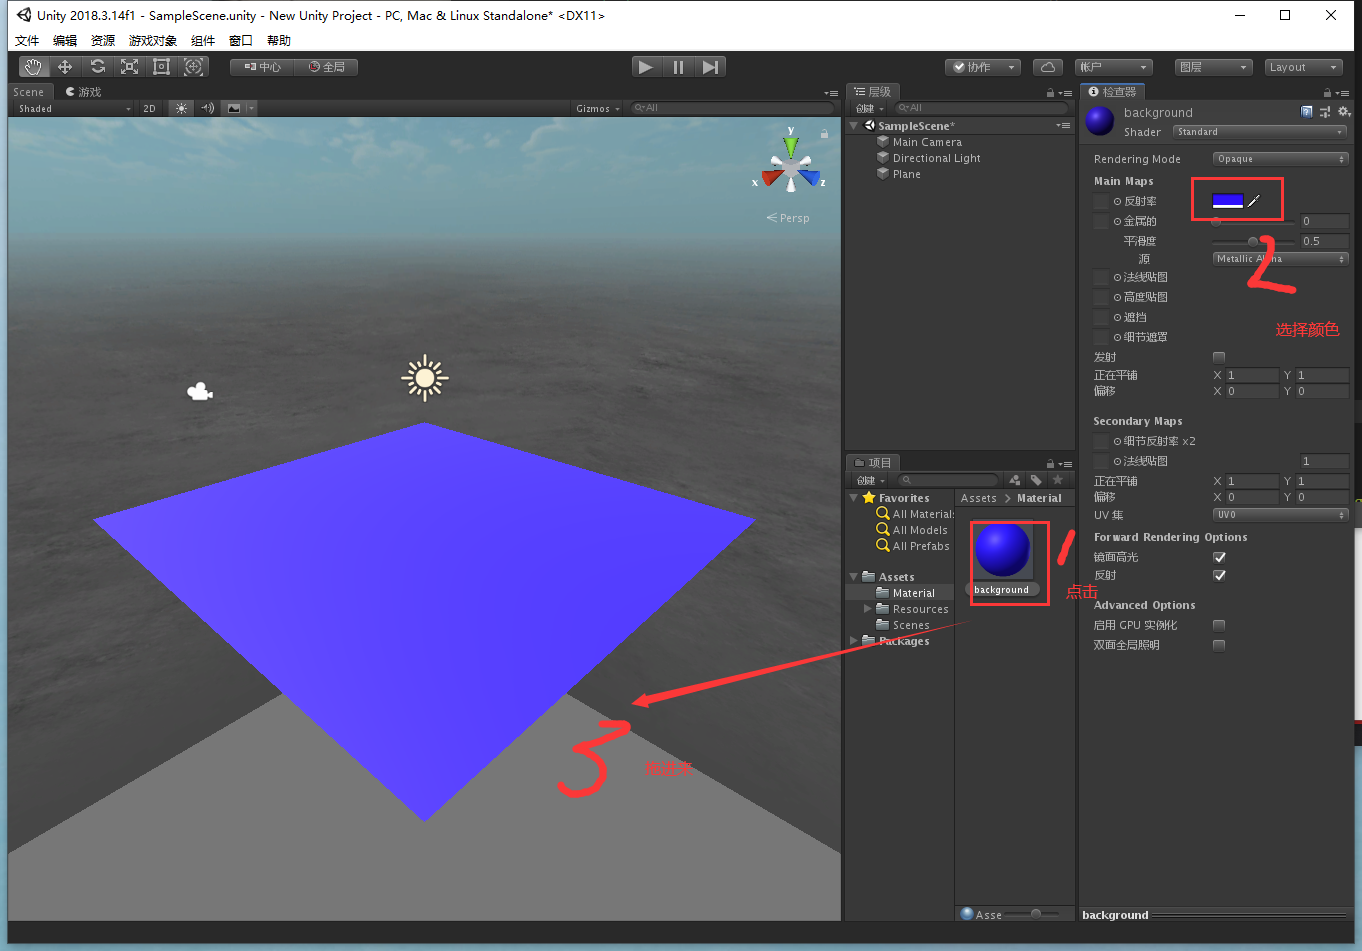 Unity 2018.3.14f1 - SampleScene.unity - New Unity Project - PC, Mac & Linux Standalone* <DX11>
文件 编辑 资源 游戏对象 组件 窗口 帮助
中心 全局 协作 帐户 图层 Layout
Scene 游戏
Shaded 2D Gizmos All
y
x z
Persp
层级
创建 All
SampleScene*
Main Camera
Directional Light
Plane
项目
创建
Favorites
All Material
All Models
All Prefabs
Assets
Material
Resources
Scenes
Packages
Assets > Material
background
Asse
检查器
background
Shader Standard
Rendering Mode Opaque
Main Maps
反射率
金属的 0
平滑度 0.5
源 Metallic Alpha
法线贴图
高度贴图
遮挡
细节遮罩
发射
正在平铺 X 1 Y 1
偏移 X 0 Y 0
Secondary Maps
细节反射率 x2
法线贴图 1
正在平铺 X 1 Y 1
偏移 X 0 Y 0
UV 集 UV0
Forward Rendering Options
镜面高光
反射
Advanced Options
启用 GPU 实例化
双面全局照明
background
1
点击
2
选择颜色
3